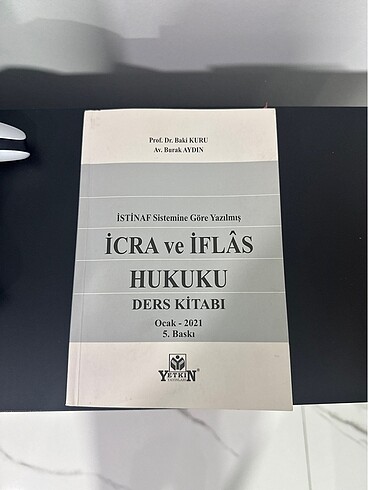 Prof. Dr. Baki KURU
Av. Burak AYDIN
İSTİNAF Sistemine Göre Yazılmış
İCRA ve İFLÂS
HUKUKU
DERS KİTABI
Ocak - 2021
5. Baskı
YETKİN
YAYINLARI